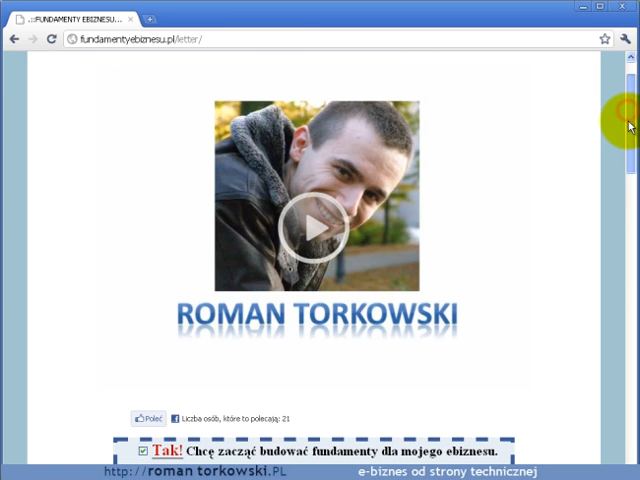 .::FUNDAMENTY EBIZNESU...
fundamentyebiznesu.pl/letter/
ROMAN TORKOWSKI
Poleć
Liczba osób, które to polecają: 21
Tak! Chcę zacząć budować fundamenty dla mojego ebiznesu.
http://roman torkowski.PL e-biznes od strony technicznej